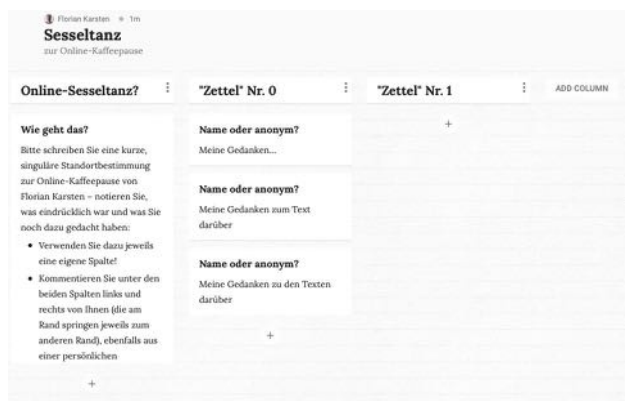 Florian Karsten • 1m
Sesseltanz
zur Online-Kaffeepause
Online-Sesseltanz?
Wie geht das?
Bitte schreiben Sie eine kurze,
singuläre Standortbestimmung
zur Online-Kaffeepause von
Florian Karsten – notieren Sie,
was eindrücklich war und was Sie
noch dazu gedacht haben:
• Verwenden Sie dazu jeweils
eine eigene Spalte!
• Kommentieren Sie unter den
beiden Spalten links und
rechts von Ihnen (die am
Rand springen jeweils zum
anderen Rand), ebenfalls aus
einer persönlichen
+
"Zettel" Nr. 0
Name oder anonym?
Meine Gedanken...
Name oder anonym?
Meine Gedanken zum Text
darüber
Name oder anonym?
Meine Gedanken zu den Texten
darüber
+
"Zettel" Nr. 1
+
ADD COLUMN